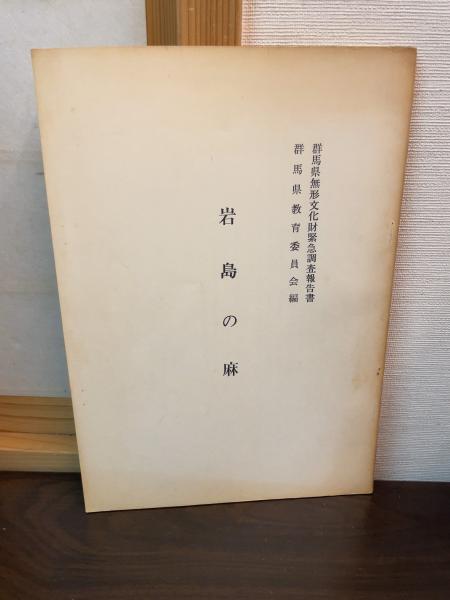 群馬県無形文化財緊急調査報告書
群馬県教育委員会編
岩島の麻